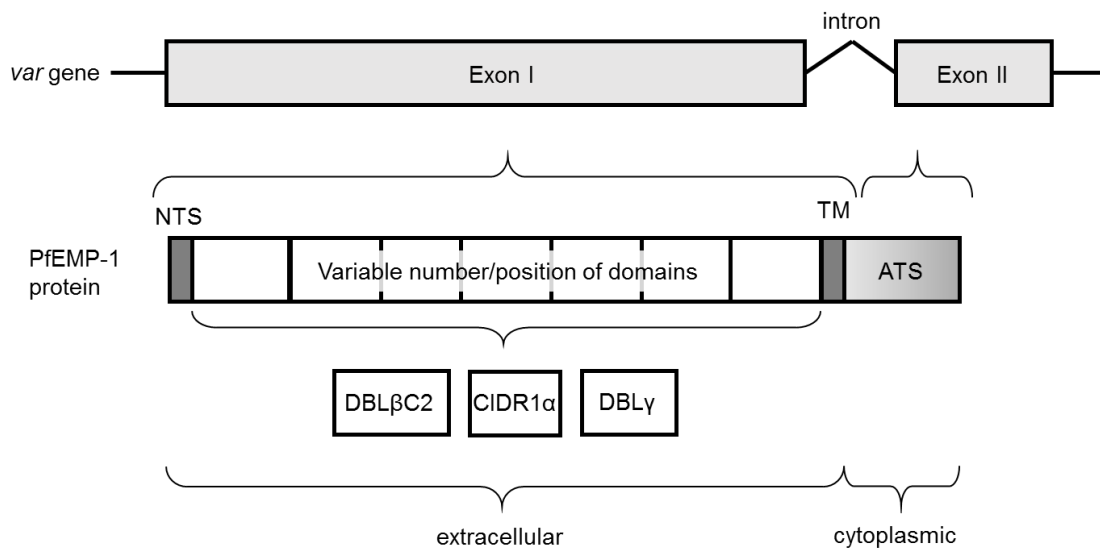 intron
var gene
Exon I
Exon II
NTS
TM
PfEMP-1
protein
Variable number/position of domains
ATS
DBLβC2
CIDR1α
DBLγ
extracellular
cytoplasmic